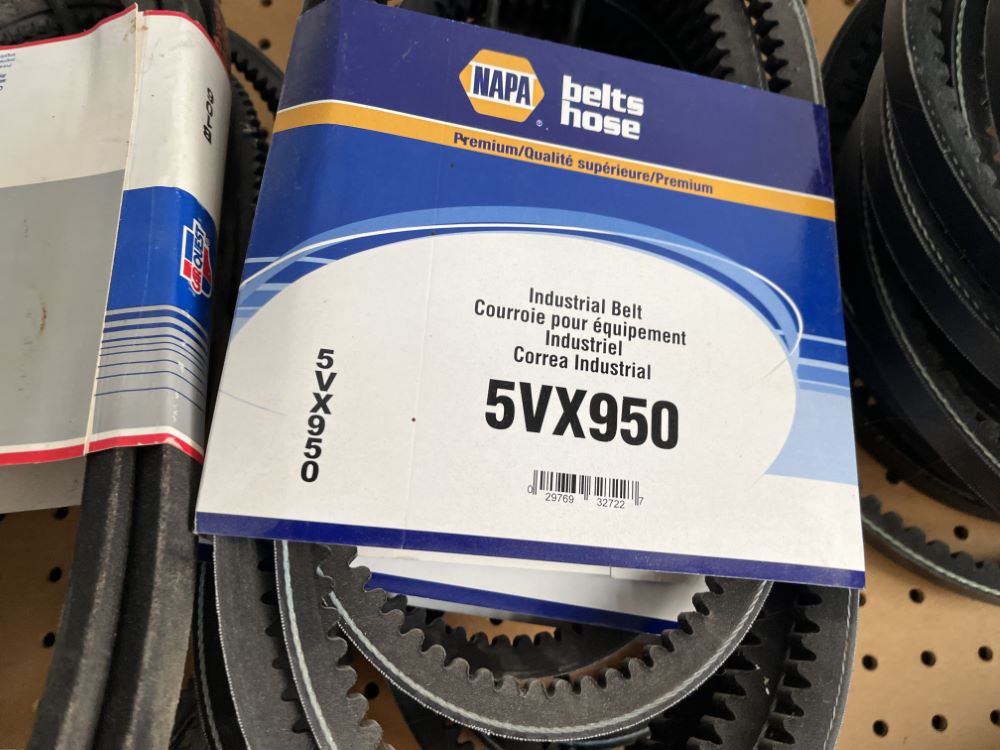 NAPA
®
belts
hose
Premium/Qualité supérieure/Premium
Industrial Belt
Courroie pour équipement
Industriel
Correa Industrial
5VX950
0 29769 32722 7
5VX950
CARQUEST